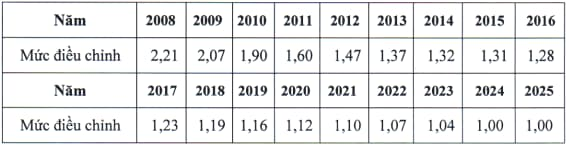 Năm 2008 2009 2010 2011 2012 2013 2014 2015 2016
Mức điều chỉnh 2,21 2,07 1,90 1,60 1,47 1,37 1,32 1,31 1,28
Năm 2017 2018 2019 2020 2021 2022 2023 2024 2025
Mức điều chỉnh 1,23 1,19 1,16 1,12 1,10 1,07 1,04 1,00 1,00